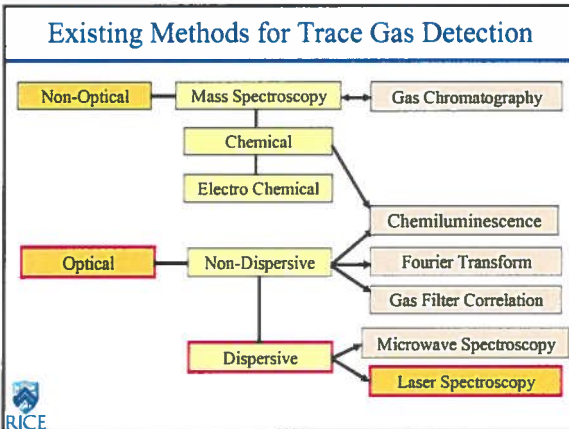 Existing Methods for Trace Gas Detection
Non-Optical
Mass Spectroscopy
Gas Chromatography
Chemical
Electro Chemical
Chemiluminescence
Optical
Non-Dispersive
Fourier Transform
Gas Filter Correlation
Microwave Spectroscopy
Dispersive
Laser Spectroscopy
RICE